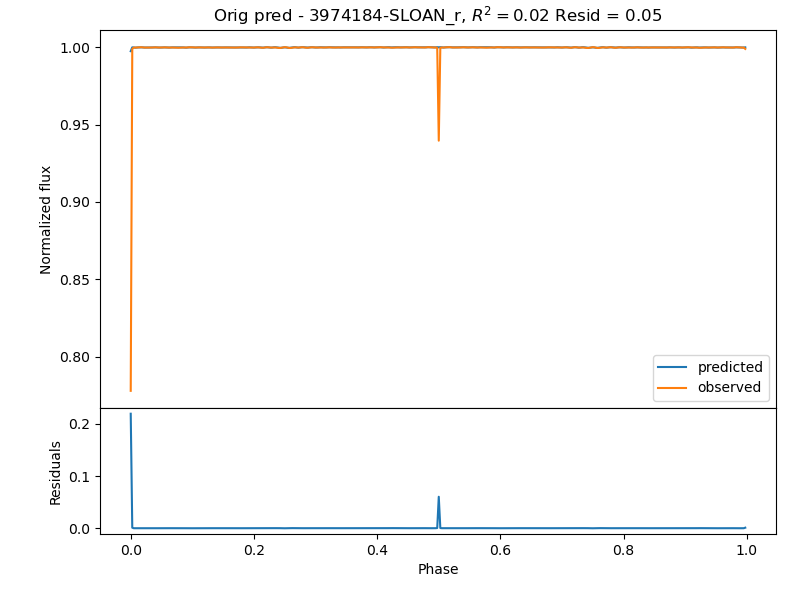 Orig pred - 3974184-SLOAN_r, R² = 0.02 Resid = 0.05
1.00
0.95
0.90
0.85
0.80
Normalized flux
predicted
observed
0.2
0.1
0.0
Residuals
0.0 0.2 0.4 0.6 0.8 1.0
Phase